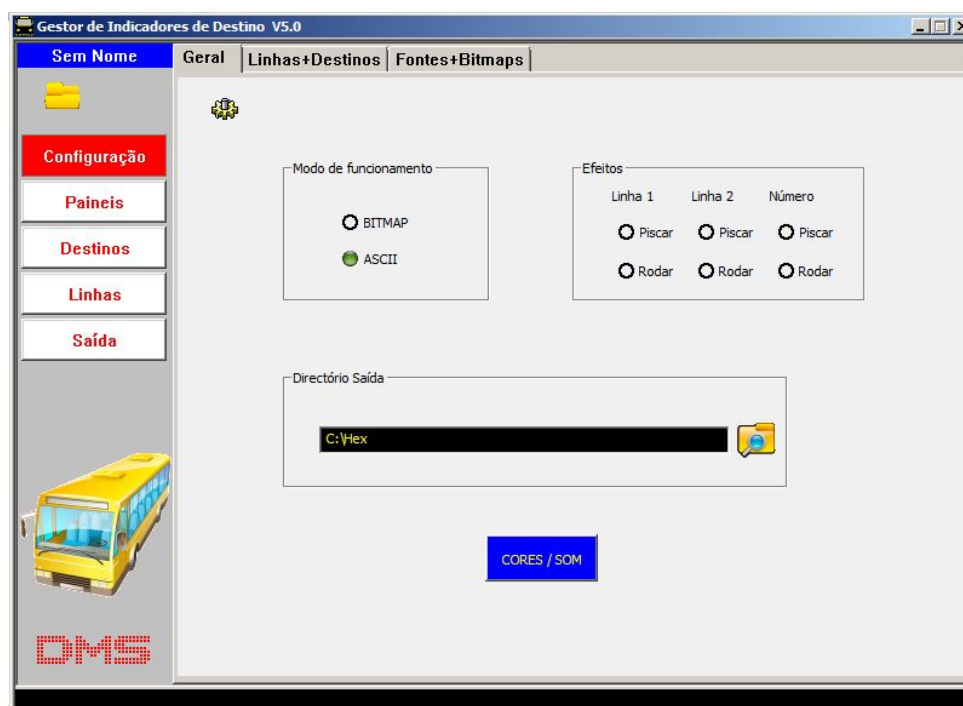 Gestor de Indicadores de Destino V5.0
Sem Nome
Geral
Linhas+Destinos
Fontes+Bitmaps
Configuração
Paineis
Destinos
Linhas
Saída
Modo de funcionamento
BITMAP
ASCII
Efeitos
Linha 1 Linha 2 Número
Piscar Piscar Piscar
Rodar Rodar Rodar
Directório Saída
C:\Hex
CORES / SOM
DMS